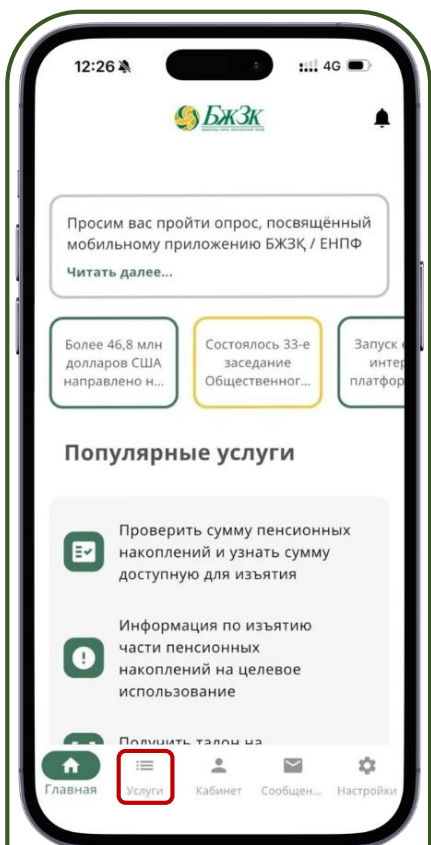 12:26
4G
БжЗк
Просим вас пройти опрос, посвящённый
мобильному приложению БЖЗҚ / ЕНПФ
Читать далее...
Более 46,8 млн
долларов США
направлено н...
Состоялось 33-е
заседание
Общественног...
Запуск
интер
платфор
Популярные услуги
Проверить сумму пенсионных
накоплений и узнать сумму
доступную для изъятия
Информация по изъятию
части пенсионных
накоплений на целевое
использование
Получить талон на
Главная
Услуги
Кабинет
Сообщен...
Настройки